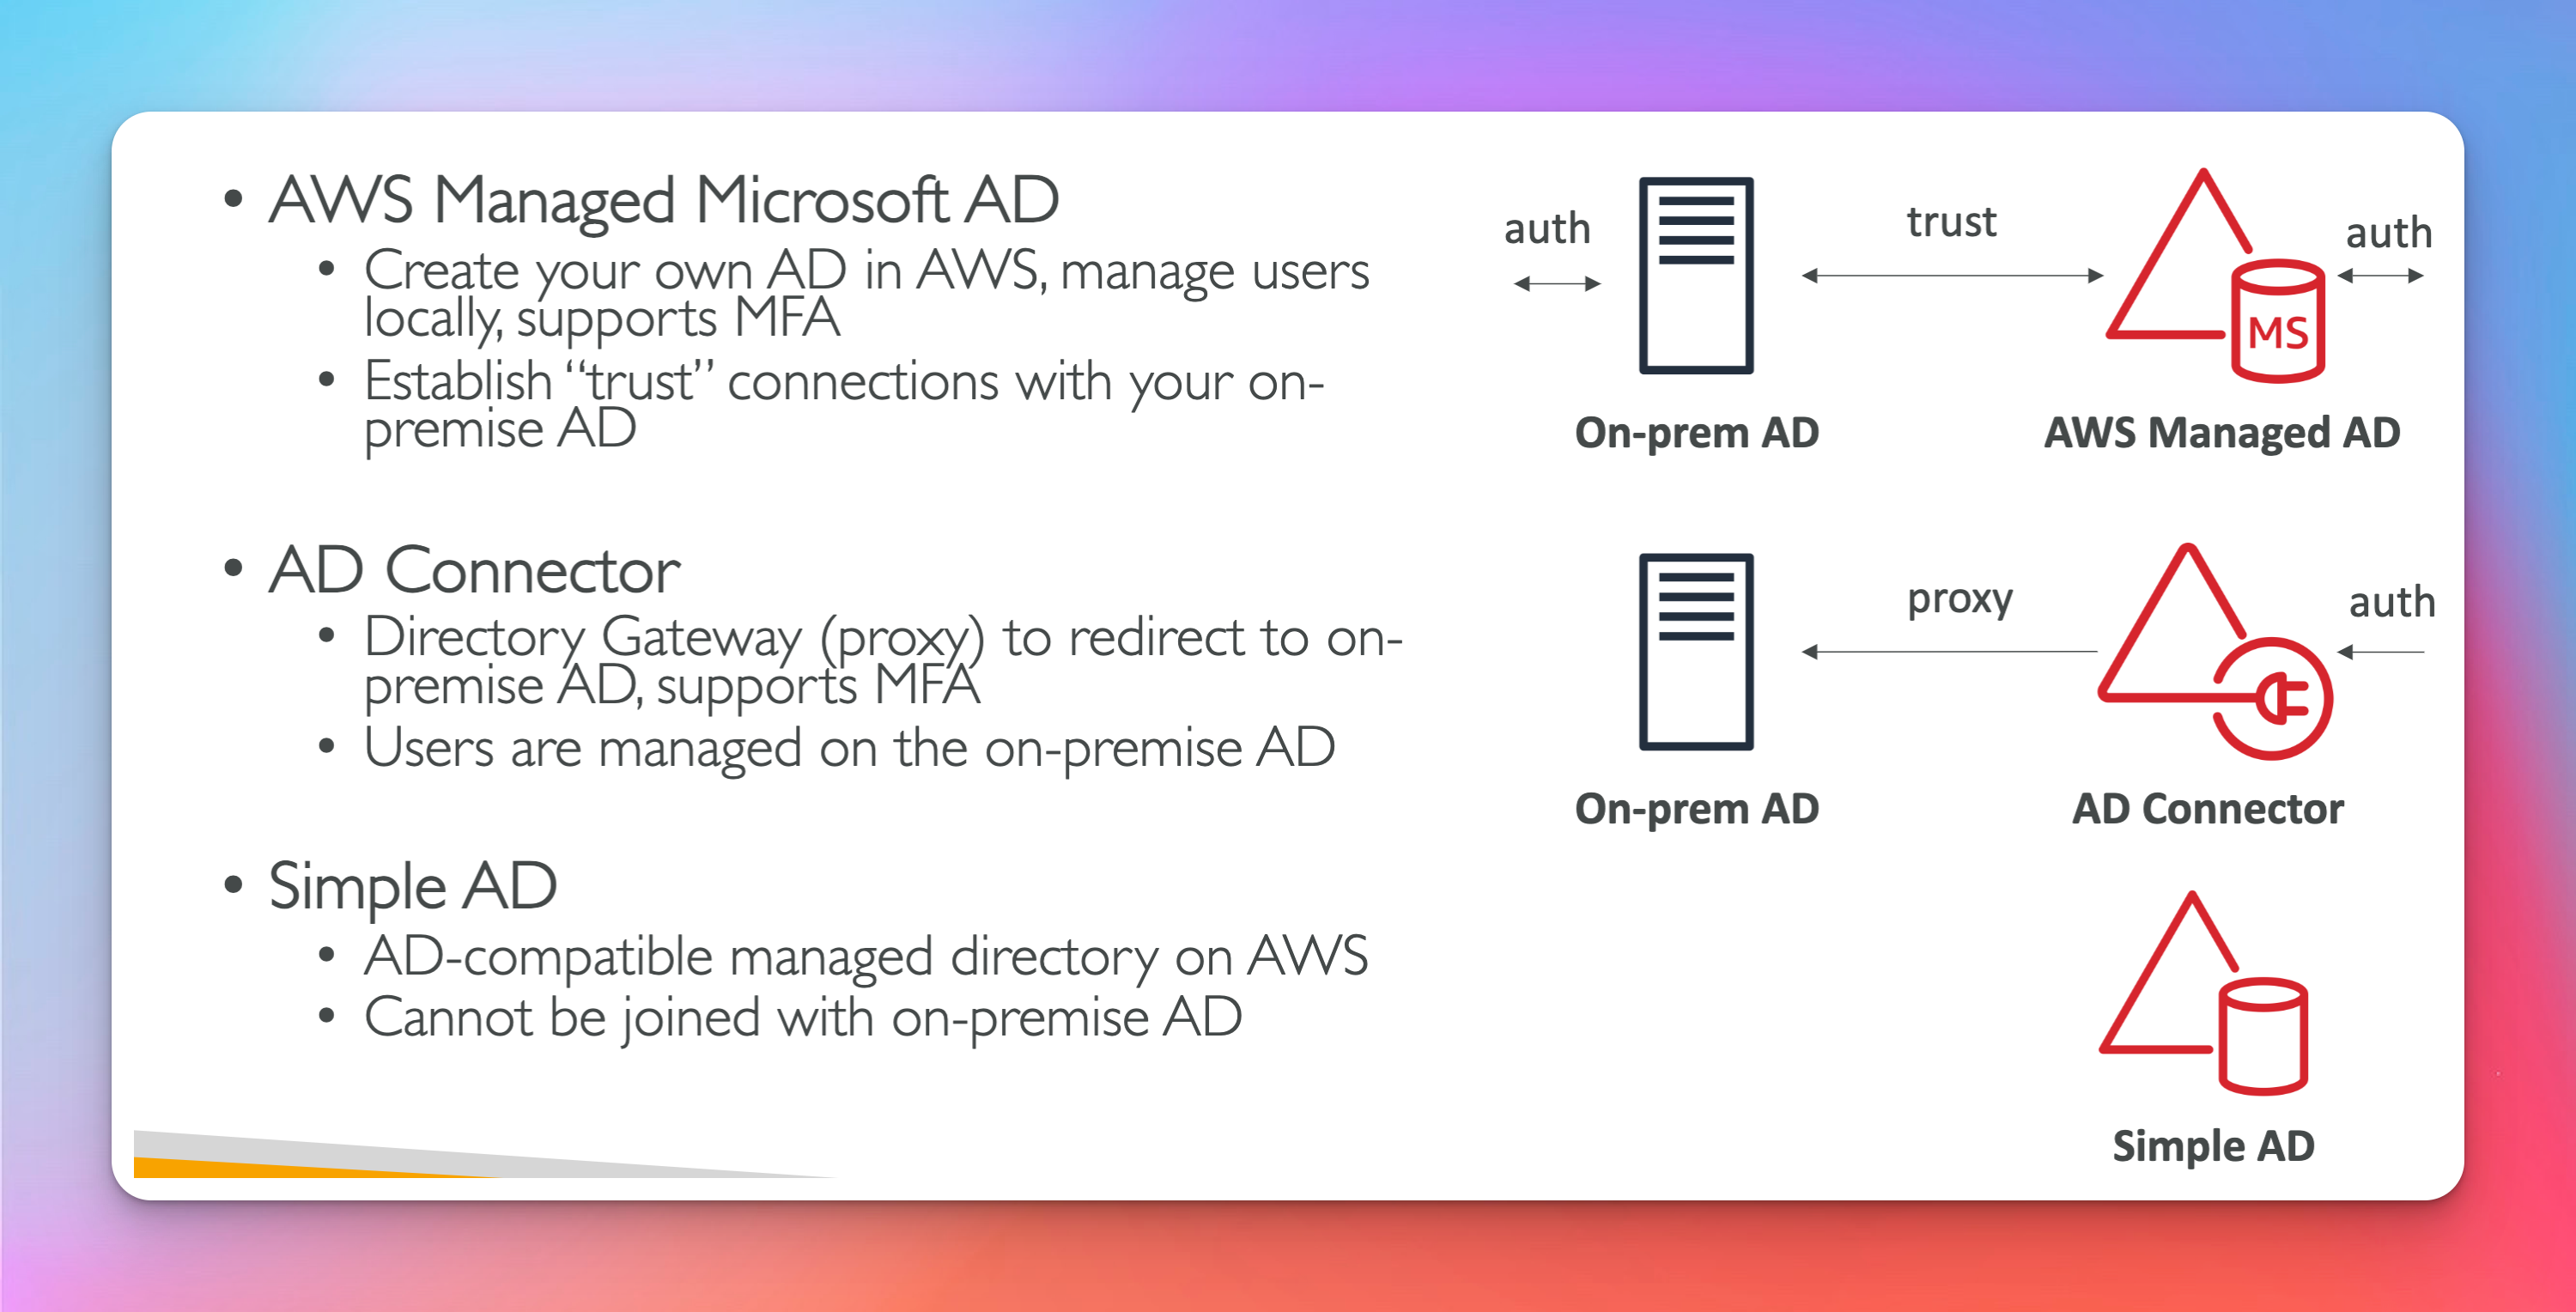 • AWS Managed Microsoft AD
• Create your own AD in AWS, manage users
locally, supports MFA
• Establish “trust” connections with your on-
premise AD
auth
trust
auth
MS
On-prem AD
AWS Managed AD
• AD Connector
• Directory Gateway (proxy) to redirect to on-
premise AD, supports MFA
• Users are managed on the on-premise AD
proxy
auth
On-prem AD
AD Connector
• Simple AD
• AD-compatible managed directory on AWS
• Cannot be joined with on-premise AD
Simple AD